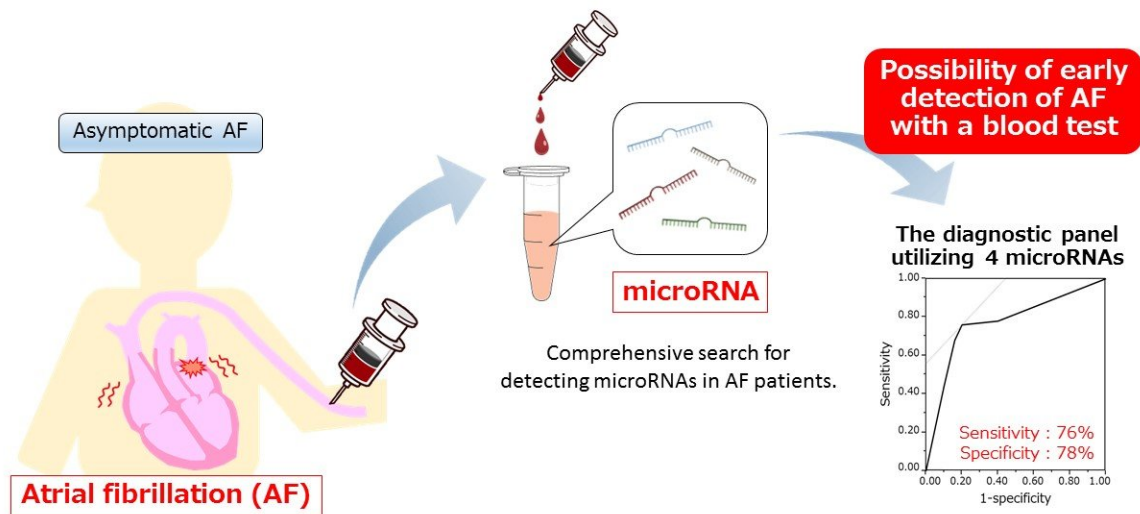 Asymptomatic AF
Atrial fibrillation (AF)
microRNA
Comprehensive search for
detecting microRNAs in AF patients.
Possibility of early
detection of AF
with a blood test
The diagnostic panel
utilizing 4 microRNAs
1.00
0.80
0.60
0.40
0.20
0.00
Sensitivity
Sensitivity : 76%
Specificity : 78%
0.00 0.20 0.40 0.60 0.80 1.00
1-specificity